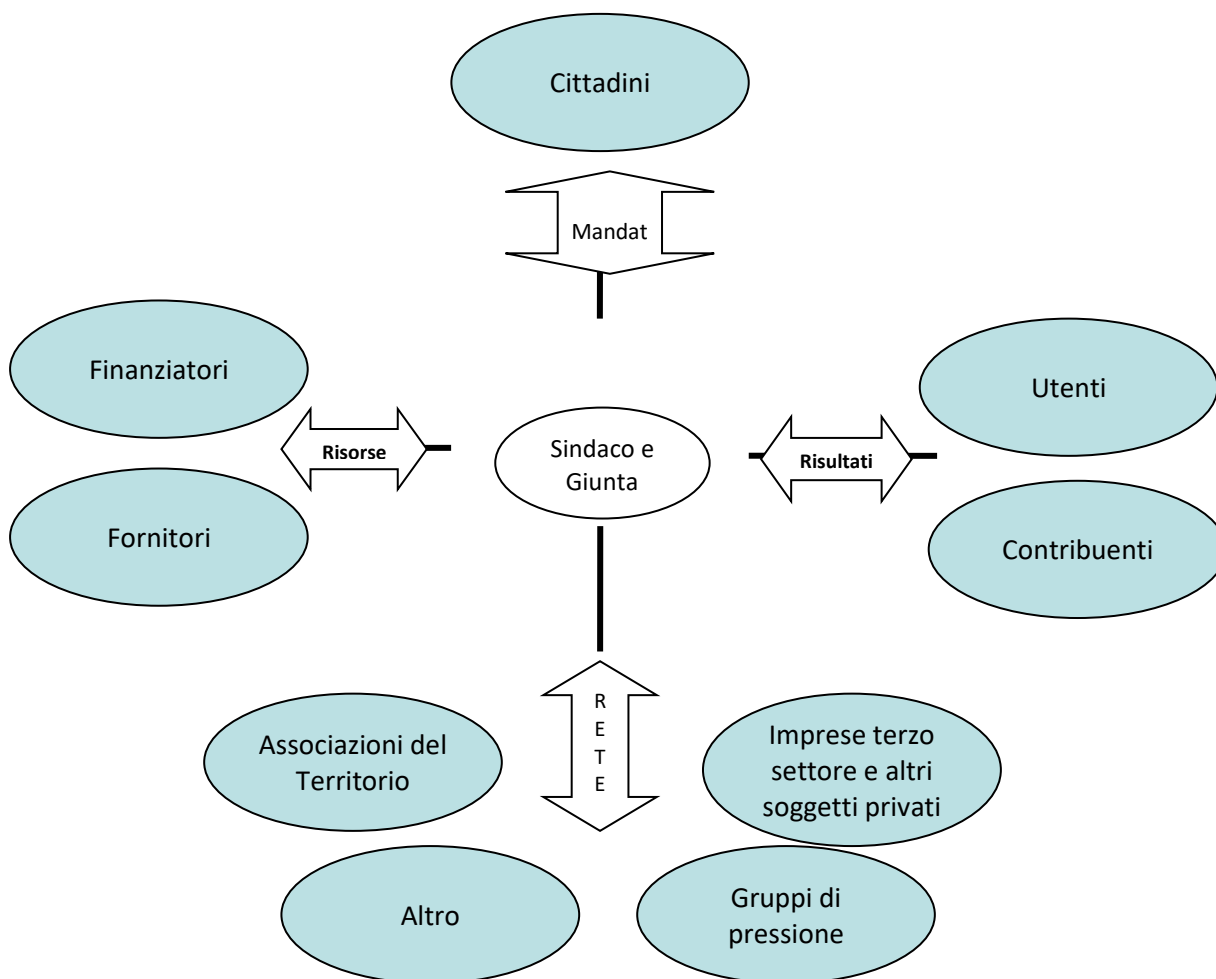 Cittadini
Mandat
Finanziatori
Utenti
Risorse
Sindaco e
Giunta
Risultati
Fornitori
Contribuenti
R
E
T
E
Associazioni del
Territorio
Imprese terzo
settore e altri
soggetti privati
Altro
Gruppi di
pressione